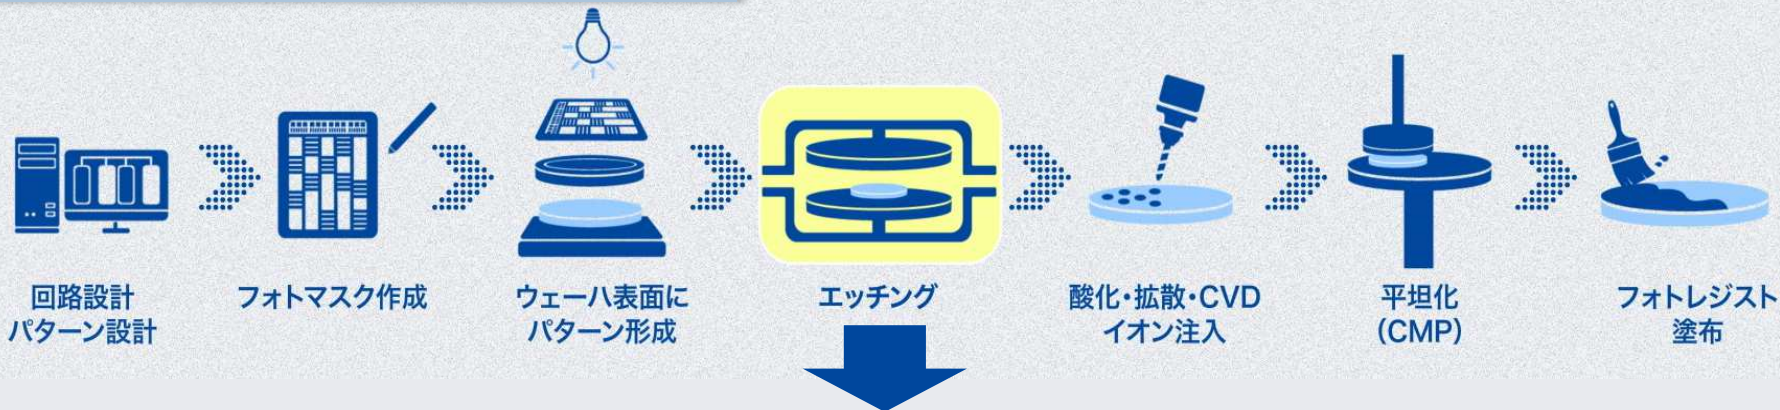 回路設計
パターン設計
フォトマスク作成
ウェーハ表面に
パターン形成
エッチング
酸化・拡散・CVD
イオン注入
平坦化
(CMP)
フォトレジスト
塗布